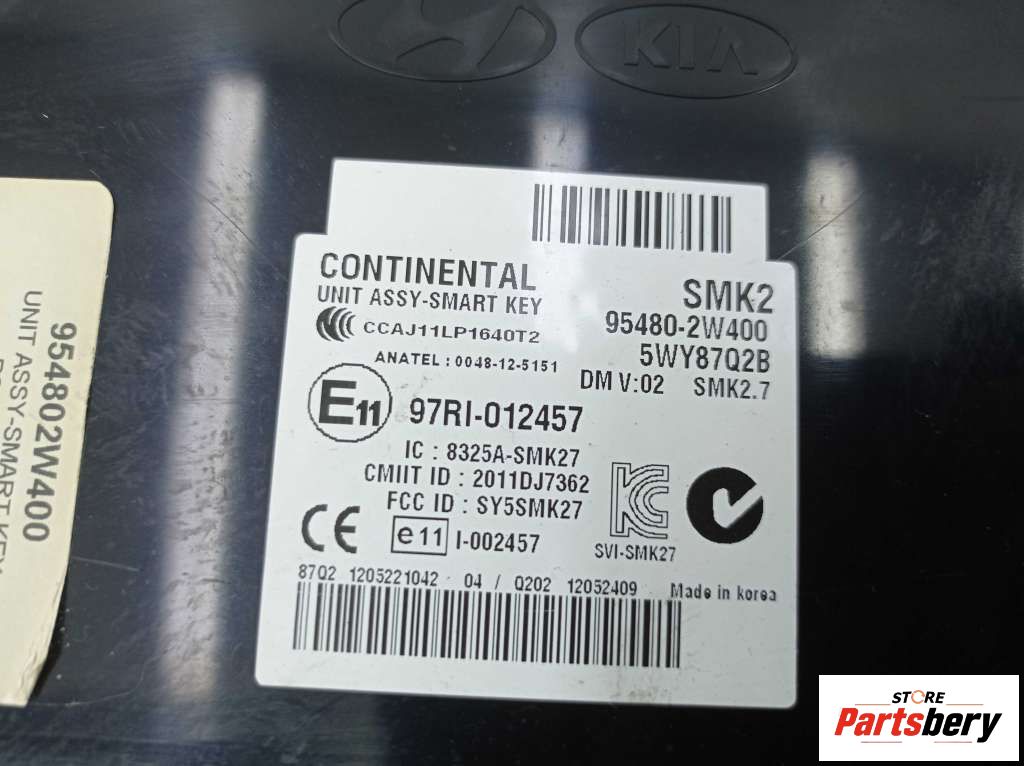 KIA
CONTINENTAL
UNIT ASSY-SMART KEY
CCAJ11LP1640T2
ANATEL : 0048-12-5151
SMK2
95480-2W400
5WY87Q2B
DM V:02 SMK2.7
E11 97RI-012457
IC : 8325A-SMK27
CMIIT ID : 2011DJ7362
FCC ID : SY5SMK27
CE e11 I-002457
SVI-SMK27
87Q2 1205221042 04 / Q202 12052409 Made in korea
954802W400
UNIT ASSY-SMART KEY
STORE
Partsbery